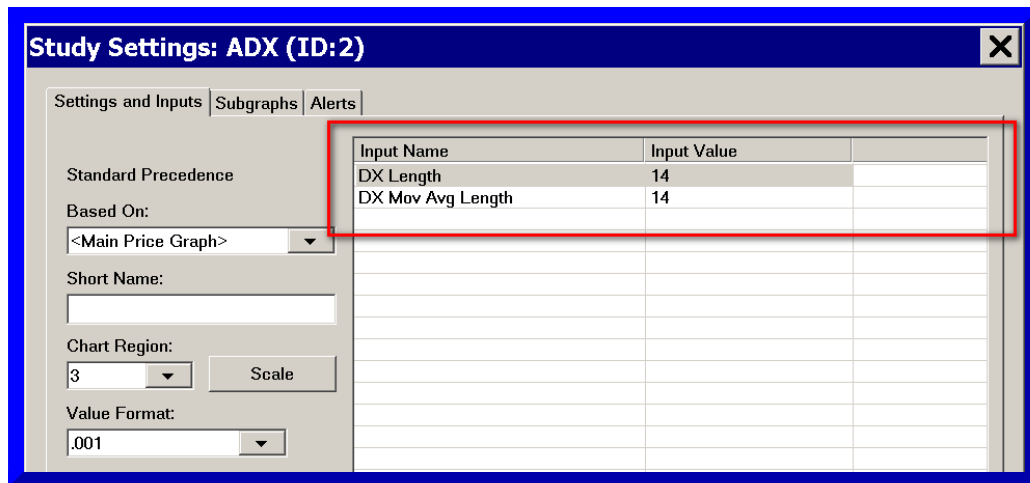 Study Settings: ADX (ID:2)
Settings and Inputs Subgraphs Alerts
Input Name Input Value
Standard Precedence
DX Length 14
DX Mov Avg Length 14
Based On:
<Main Price Graph>
Short Name:
Chart Region:
3 Scale
Value Format:
.001